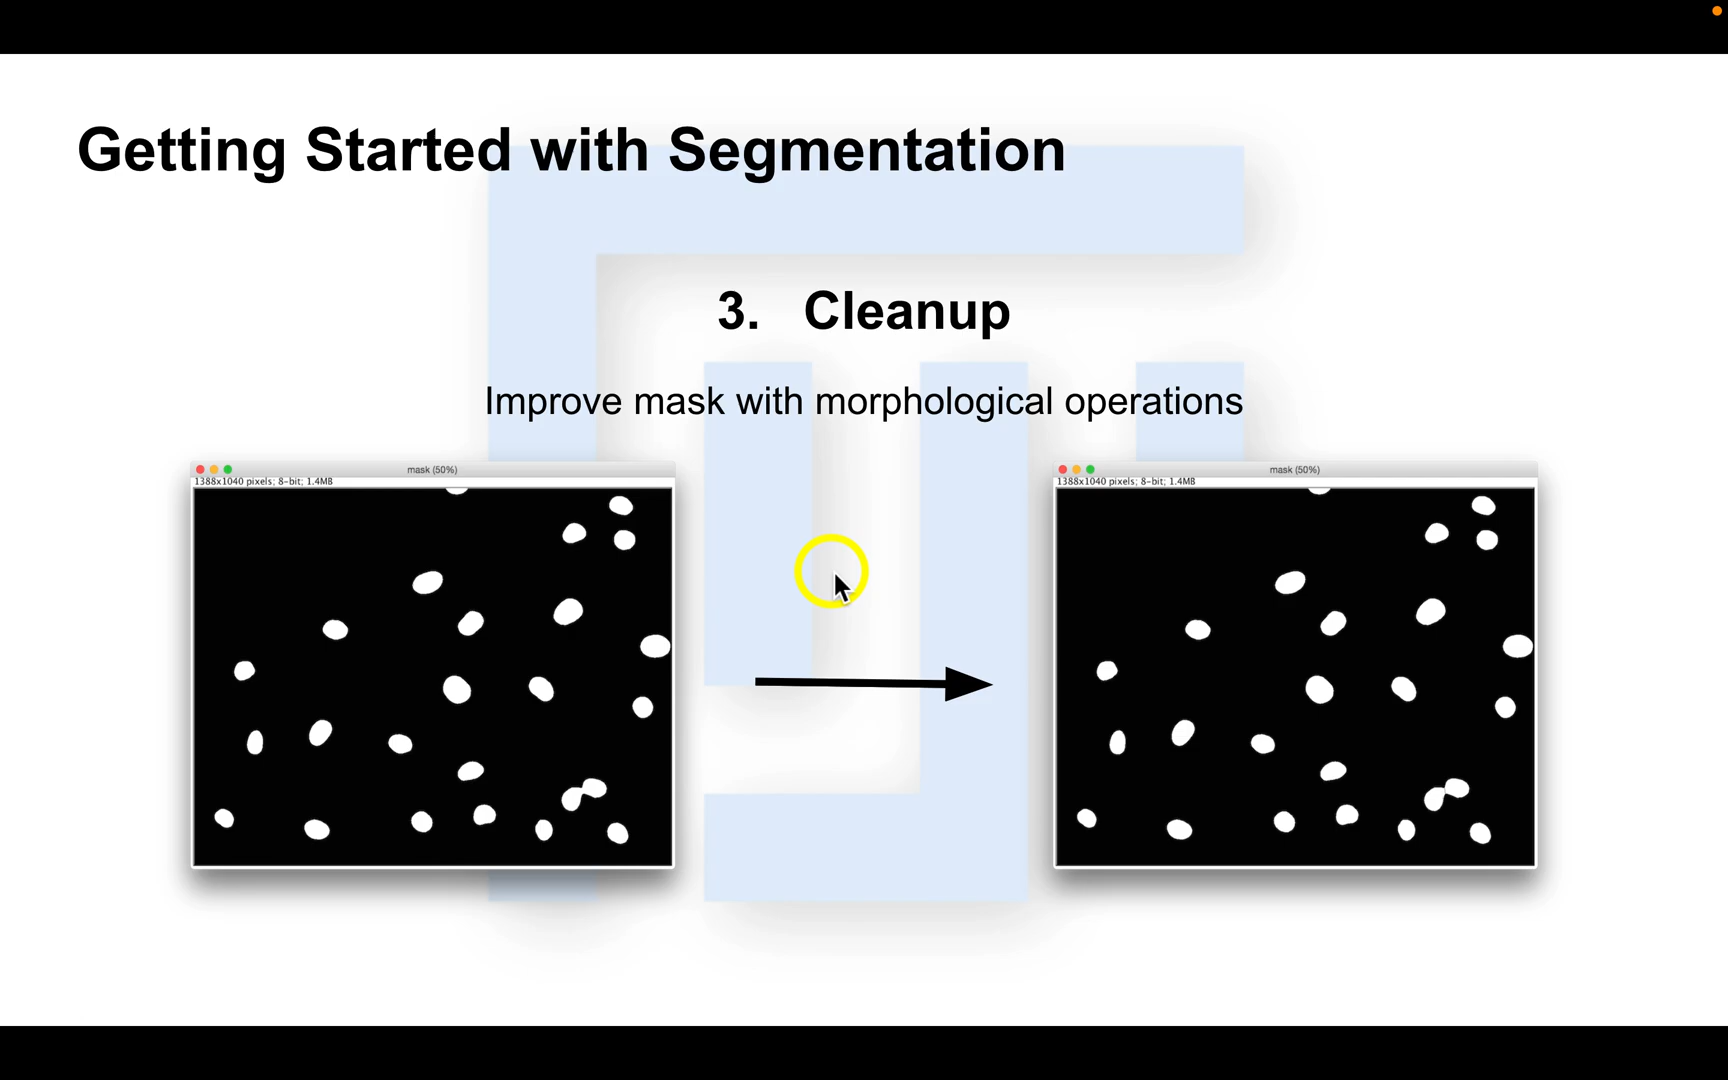 Getting Started with Segmentation
3. Cleanup
Improve mask with morphological operations
mask (50%)
1388x1040 pixels; 8-bit; 1.4MB
mask (50%)
1388x1040 pixels; 8-bit; 1.4MB